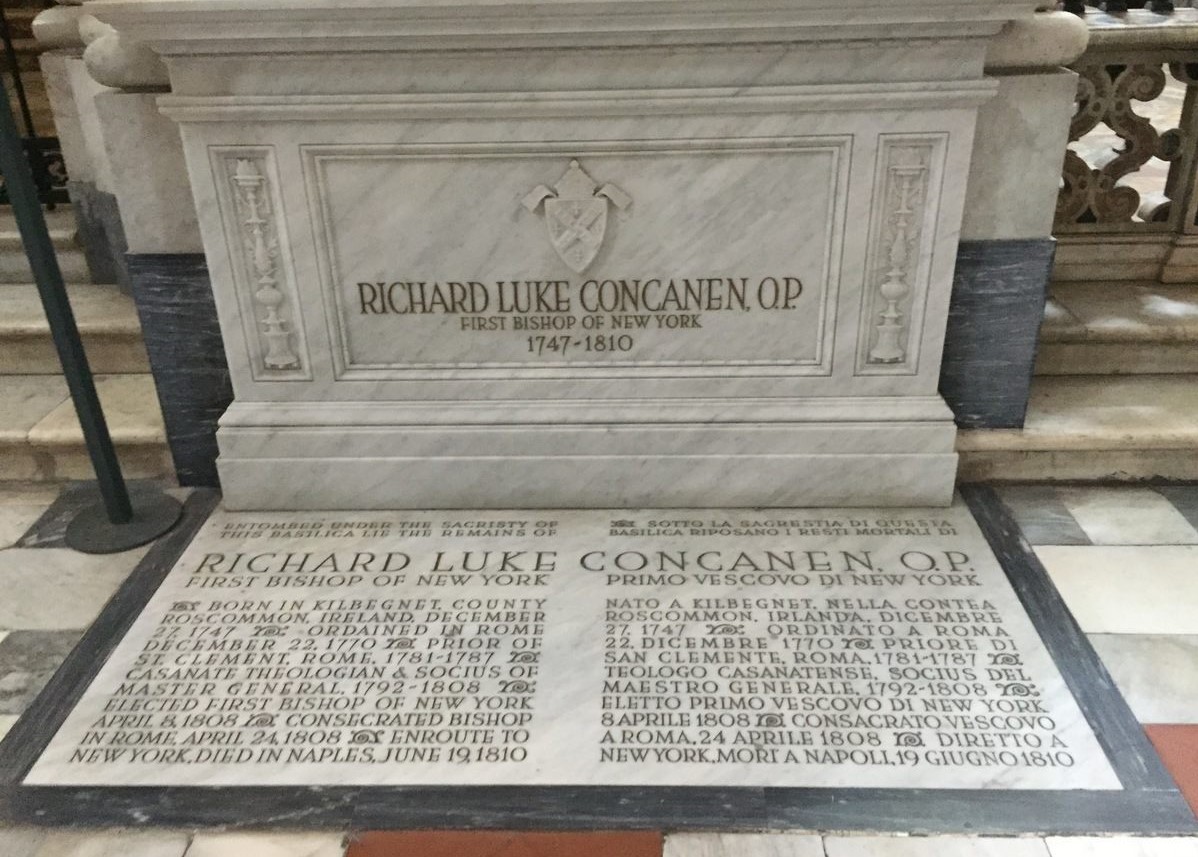 RICHARD LUKE CONCANEN, O.P.
FIRST BISHOP OF NEW YORK
1747-1810
ENTOMBED UNDER THE SACRISTY OF
THIS BASILICA LIE THE REMAINS OF
SOTTO LA SAGRESTIA DI QUESTA
BASILICA RIPOSANO I RESTI MORTALI DI
RICHARD LUKE CONCANEN, O.P.
FIRST BISHOP OF NEW YORK
PRIMO VESCOVO DI NEW YORK
BORN IN KILBEGNET, COUNTY
ROSCOMMON, IRELAND, DECEMBER
27, 1747 ORDAINED IN ROME
DECEMBER 22, 1770 PRIOR OF
ST. CLEMENT, ROME, 1781-1787
CASANATE THEOLOGIAN & SOCIUS OF
MASTER GENERAL, 1792-1808
ELECTED FIRST BISHOP OF NEW YORK
APRIL 8, 1808 CONSECRATED BISHOP
IN ROME, APRIL 24, 1808 ENROUTE TO
NEW YORK, DIED IN NAPLES, JUNE 19, 1810
NATO A KILBEGNET, NELLA CONTEA
ROSCOMMON, IRLANDA, DICEMBRE
27, 1747 ORDINATO A ROMA
22, DICEMBRE 1770 PRIORE DI
SAN CLEMENTE, ROMA, 1781-1787
TEOLOGO CASANATENSE, SOCIUS DEL
MAESTRO GENERALE, 1792-1808
ELETTO PRIMO VESCOVO DI NEW YORK
8 APRILE 1808 CONSACRATO VESCOVO
A ROMA, 24 APRILE 1808 DIRETTO A
NEW YORK, MORI' A NAPOLI, 19 GIUGNO 1810